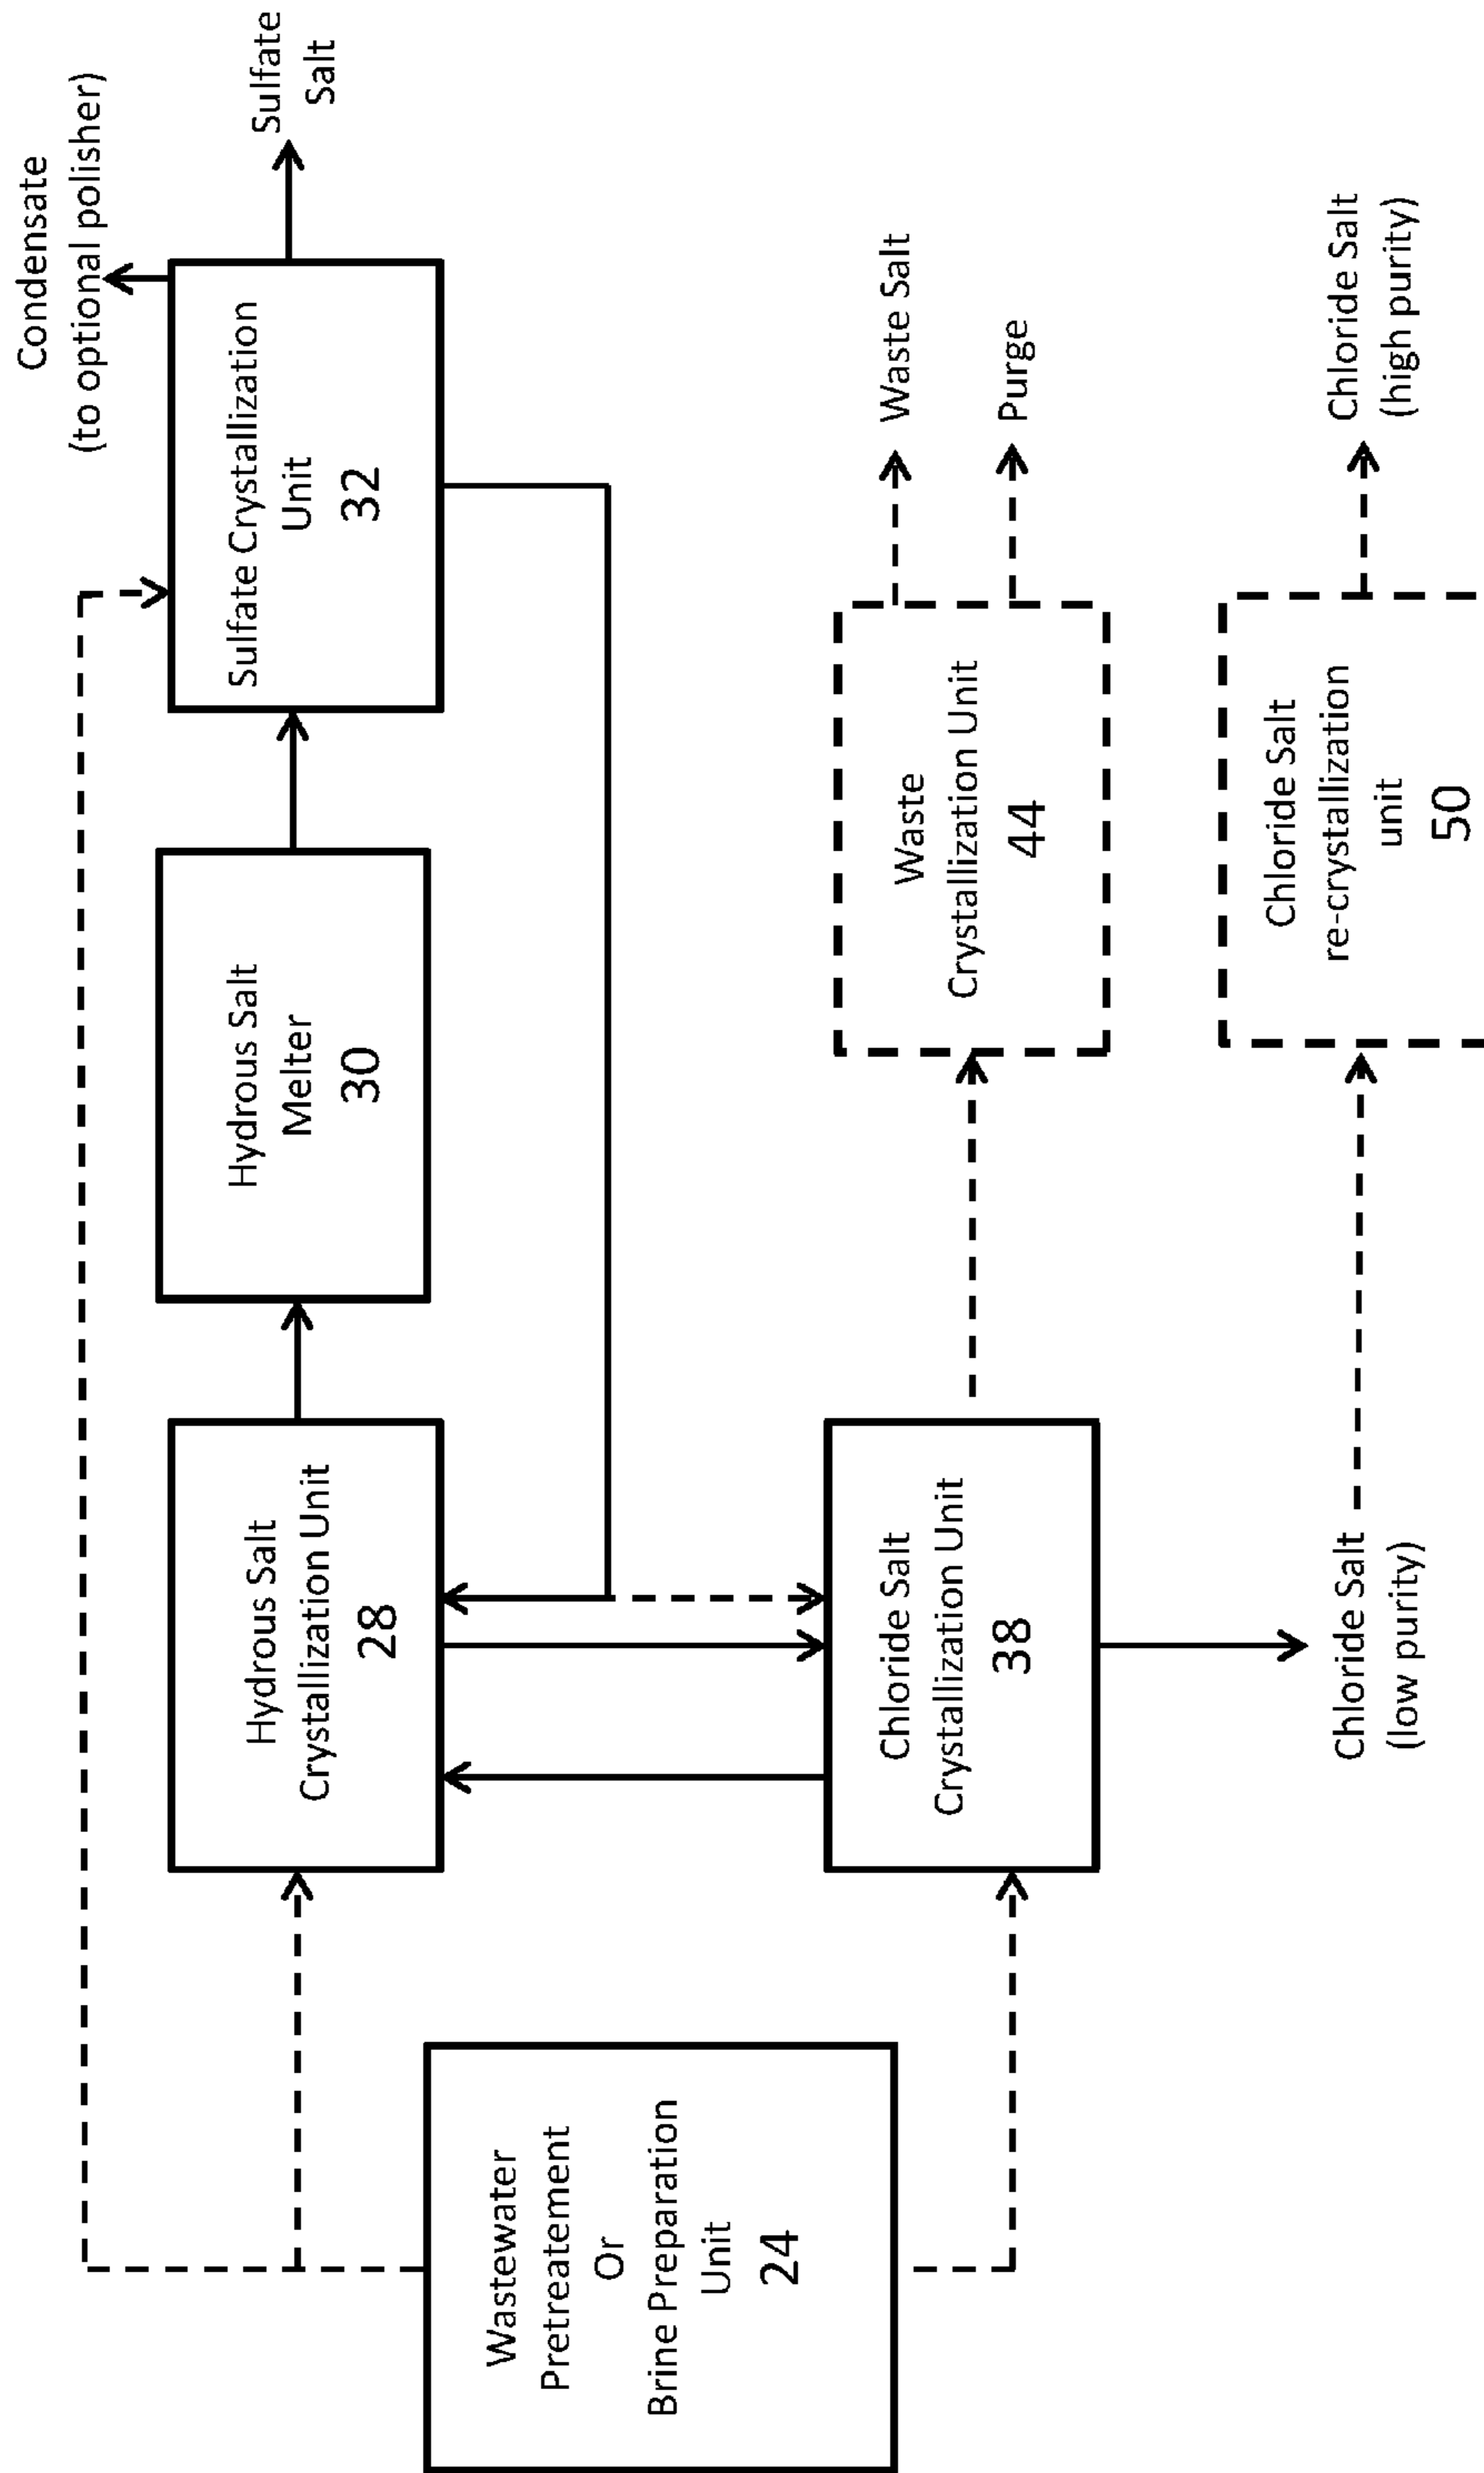 Condensate
(to optional polisher)
Sulfate
Salt
Hydrous Salt
Crystallization Unit
28
Hydrous Salt
Melter
30
Sulfate Crystallization
Unit
32
Wastewater
Pretreatement
Or
Brine Preparation
Unit
24
Chloride Salt
Crystallization Unit
38
Waste
Crystallization Unit
44
Waste Salt
Purge
Chloride Salt
(low purity)
Chloride Salt
re-crystallization
unit
50
Chloride Salt
(high purity)